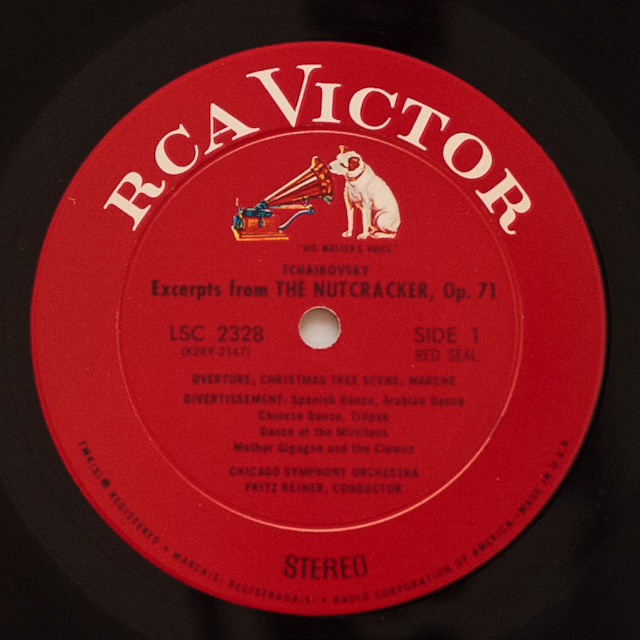 RCA VICTOR
"HIS MASTER'S VOICE"
TCHAIKOVSKY
Excerpts from THE NUTCRACKER, Op. 71
LSC 2328
(K2RY-2147)
SIDE 1
RED SEAL
OVERTURE; CHRISTMAS TREE SCENE; MARCHE
DIVERTISSEMENT: Spanish Dance, Arabian Dance
Chinese Dance, Trépak
Dance of the Mirlitons
Mother Gigogne and the Clowns
CHICAGO SYMPHONY ORCHESTRA
FRITZ REINER, CONDUCTOR
STEREO
TMK(S) ® REGISTERED • MARCA(S) REGISTRADA(S) • RADIO CORPORATION OF AMERICA-MADE IN U.S.A.